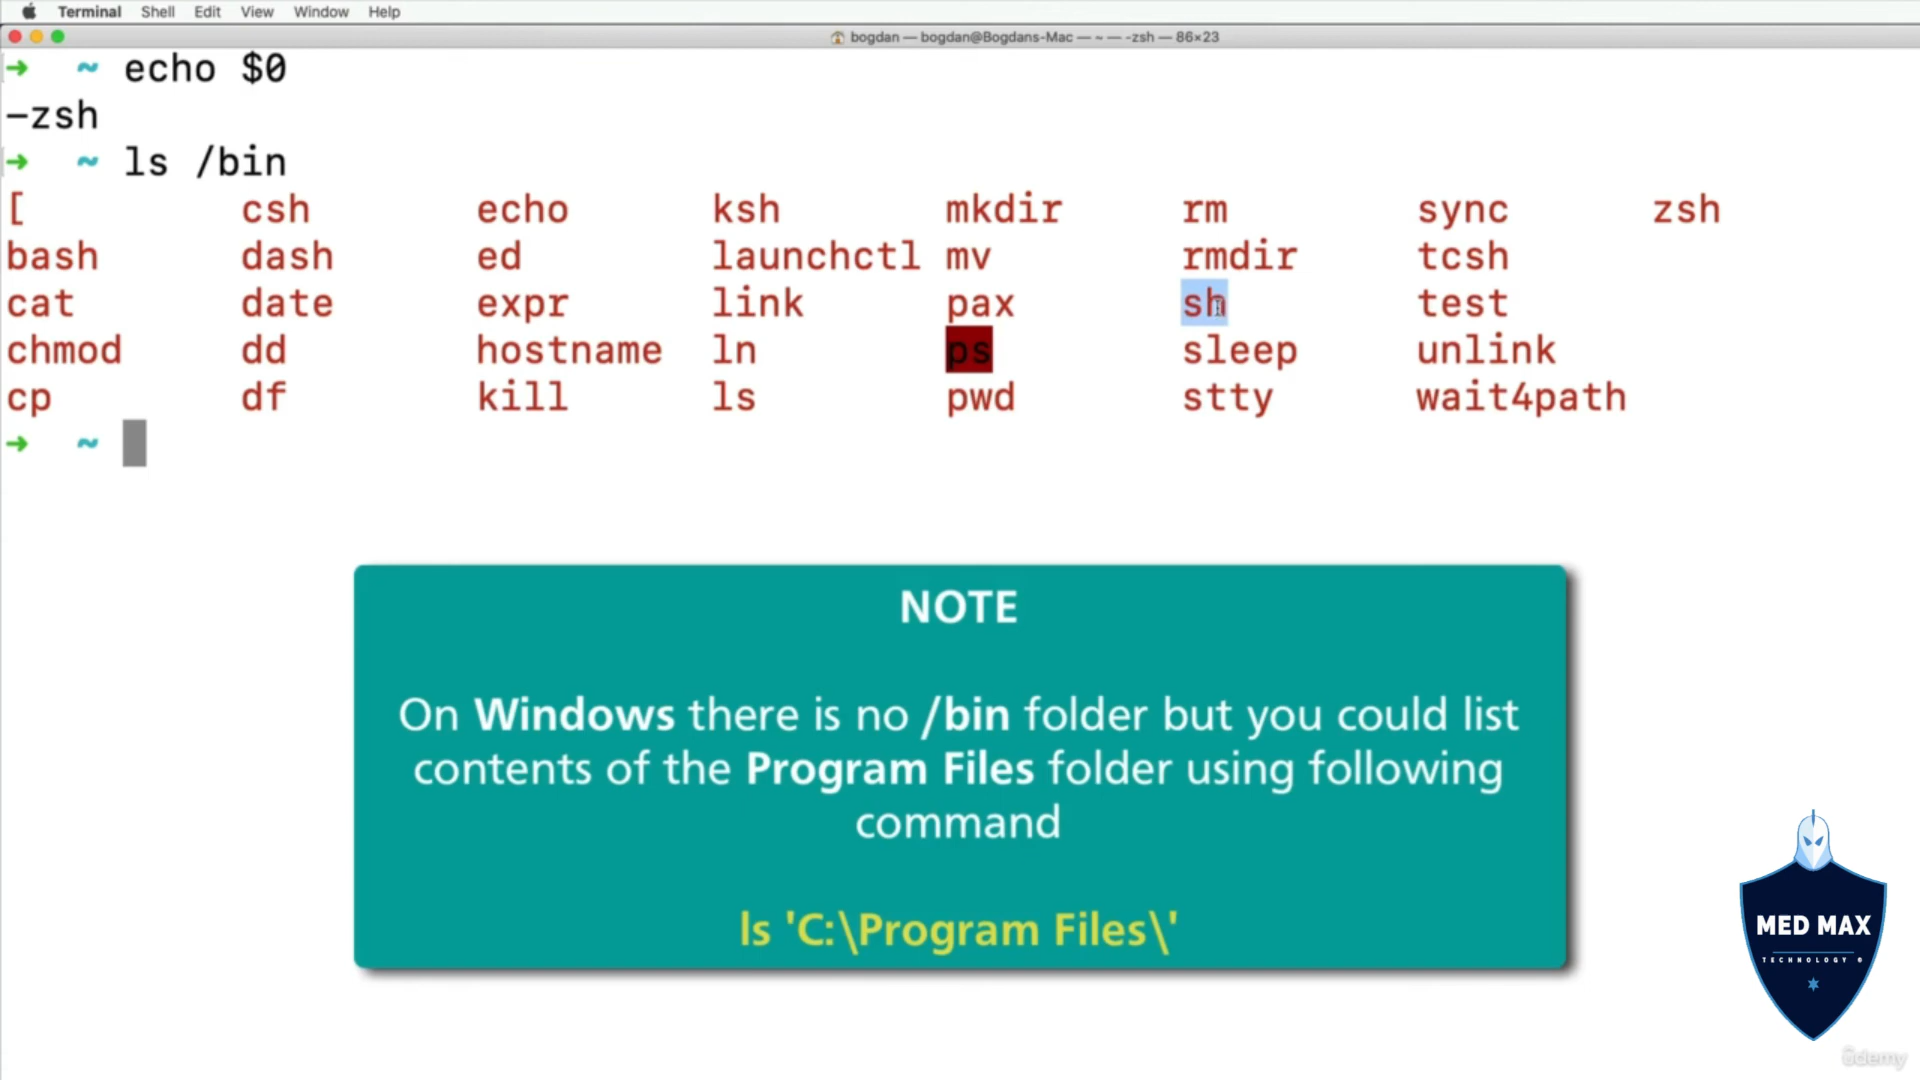 Terminal Shell Edit View Window Help
bogdan — bogdan@Bogdans-Mac — ~ — -zsh — 86×23
➜ ~ echo $0
-zsh
➜ ~ ls /bin
[ csh echo ksh mkdir rm sync zsh
bash dash ed launchctl mv rmdir tcsh
cat date expr link pax sh test
chmod dd hostname ln ps sleep unlink
cp df kill ls pwd stty wait4path
➜ ~
NOTE
On Windows there is no /bin folder but you could list
contents of the Program Files folder using following
command
ls 'C:\Program Files\'
MED MAX
TECHNOLOGY ®
ûdemy